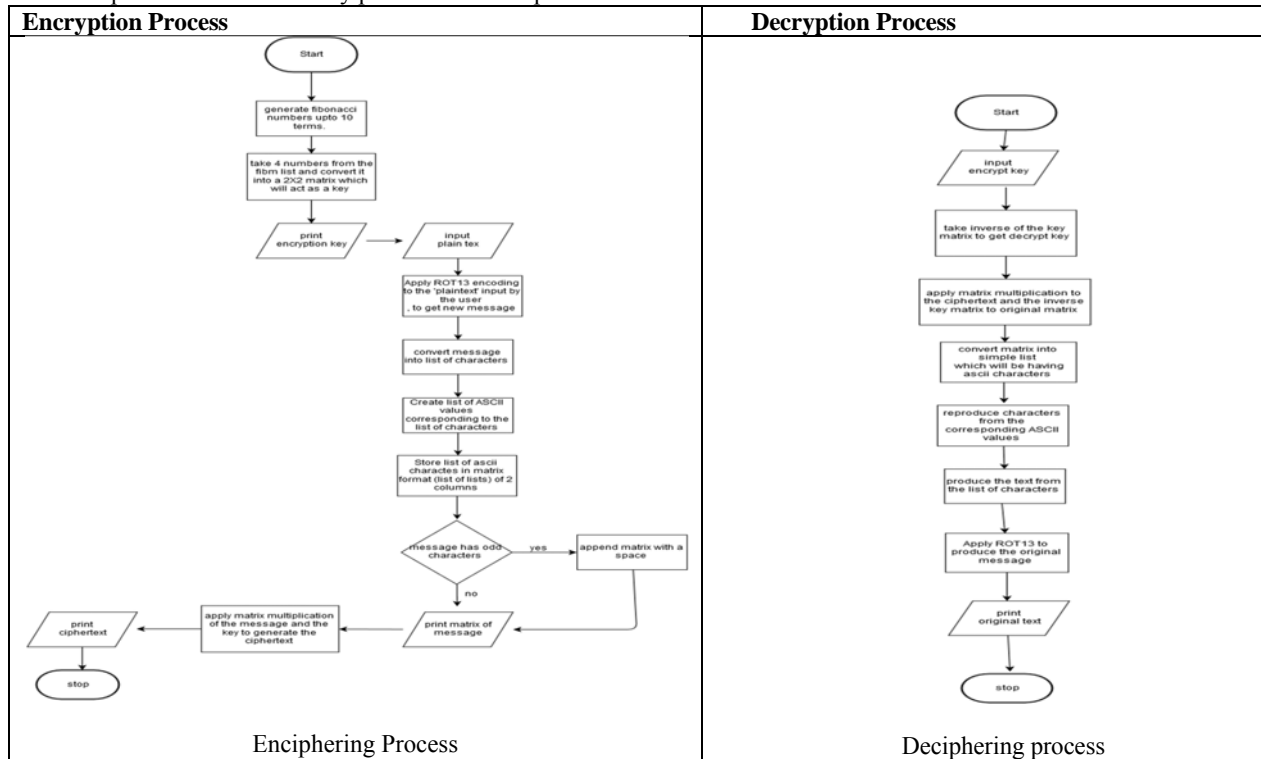 Encryption Process
Start
generate fibonacci
numbers upto 10
terms.
take 4 numbers from the
fibm list and convert it
into a 2X2 matrix which
will act as a key
print
encryption key
input
plain tex
Apply ROT13 encoding
to the 'plaintext' input by
the user
, to get new message
convert message
into list of characters
Create list of ASCII
values
corresponding to the
list of characters
Store list of ascii
charactes in matrix
format (list of lists) of 2
columns
message has odd
characters
yes
append matrix with a
space
no
print matrix of
message
apply matrix multiplication
of the message and the
key to generate the
ciphertext
print
ciphertext
stop
Enciphering Process
Decryption Process
Start
input
encrypt key
take inverse of the key
matrix to get decrypt key
apply matrix multiplication to
the ciphertext and the inverse
key matrix to original matrix
convert matrix into
simple list
which will be having
ascii characters
reproduce characters
from the
corresponding ASCII
values
produce the text from
the list of characters
Apply ROT13 to
produce the original
message
print
original text
stop
Deciphering process